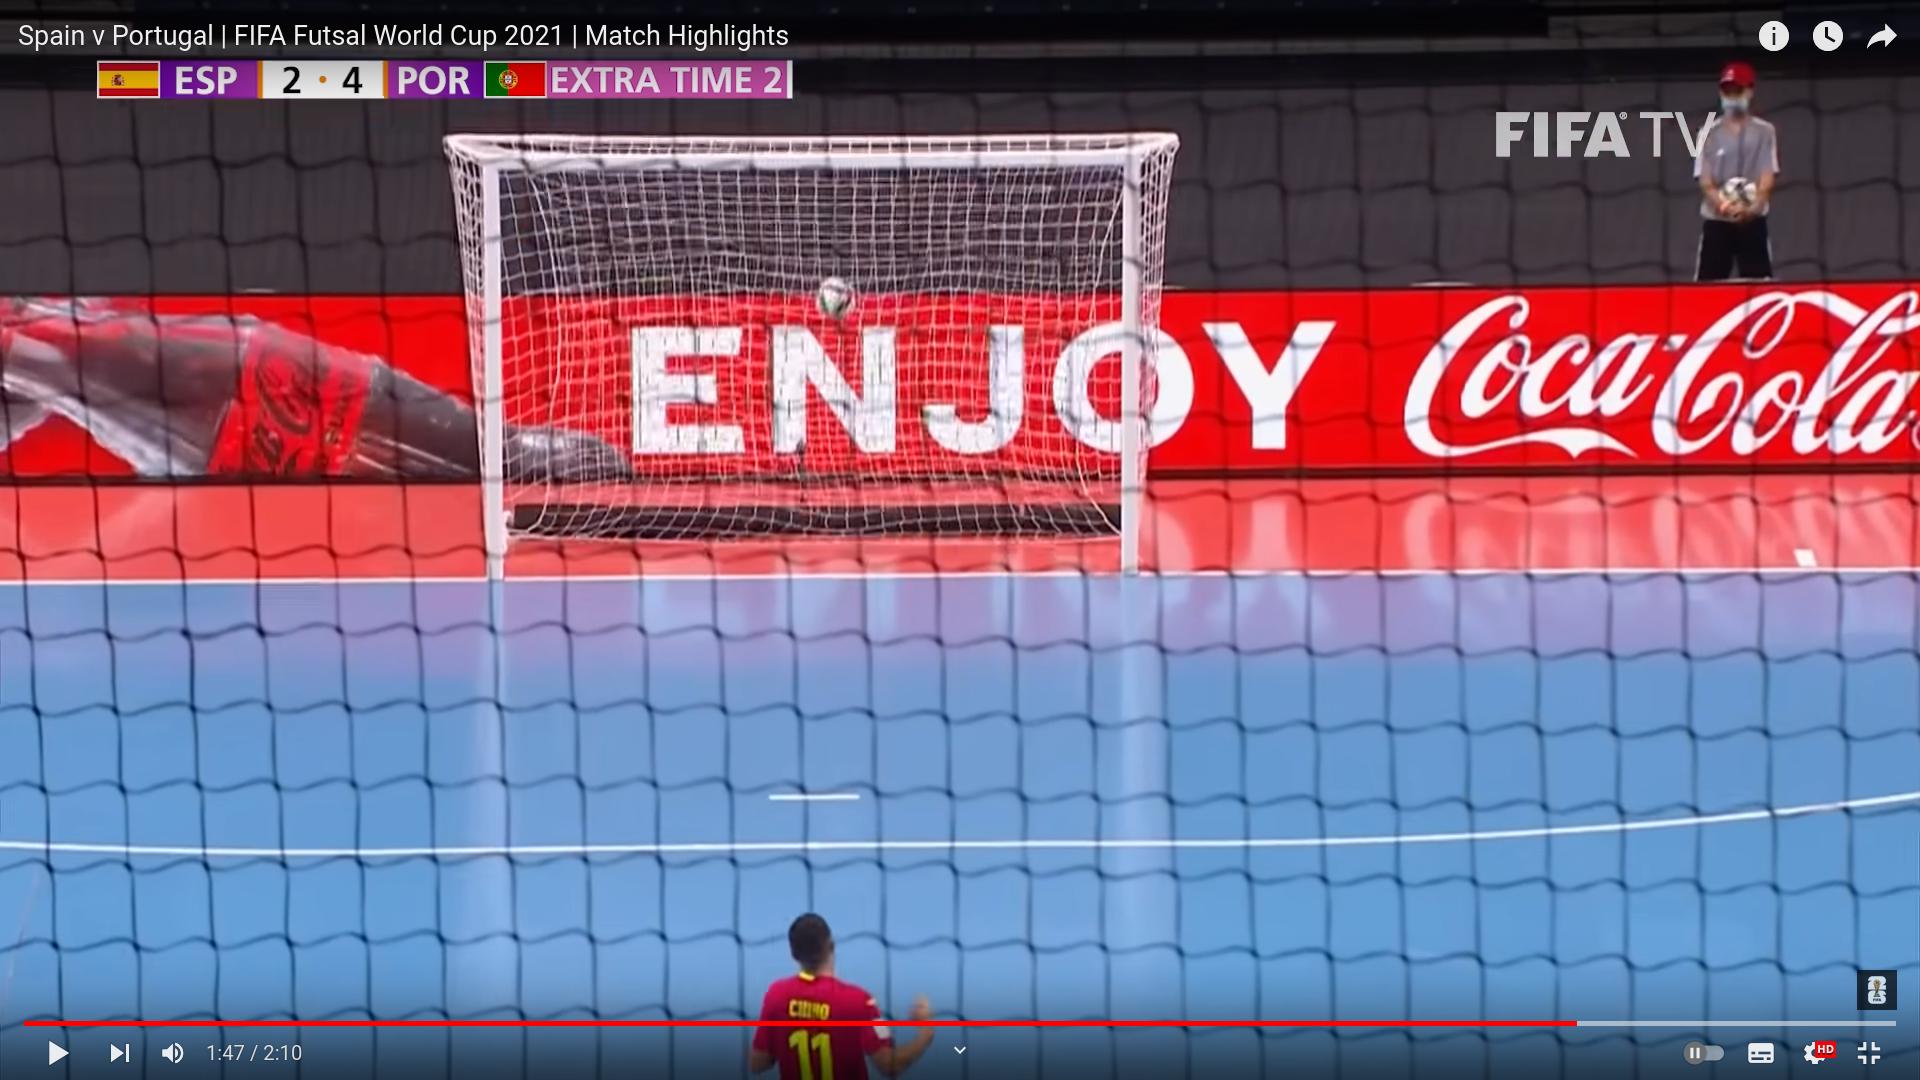 Spain v Portugal | FIFA Futsal World Cup 2021 | Match Highlights
ESP 2 · 4 POR EXTRA TIME 2
FIFA TV
ENJOY Coca-Cola
11
1:47 / 2:10
HD